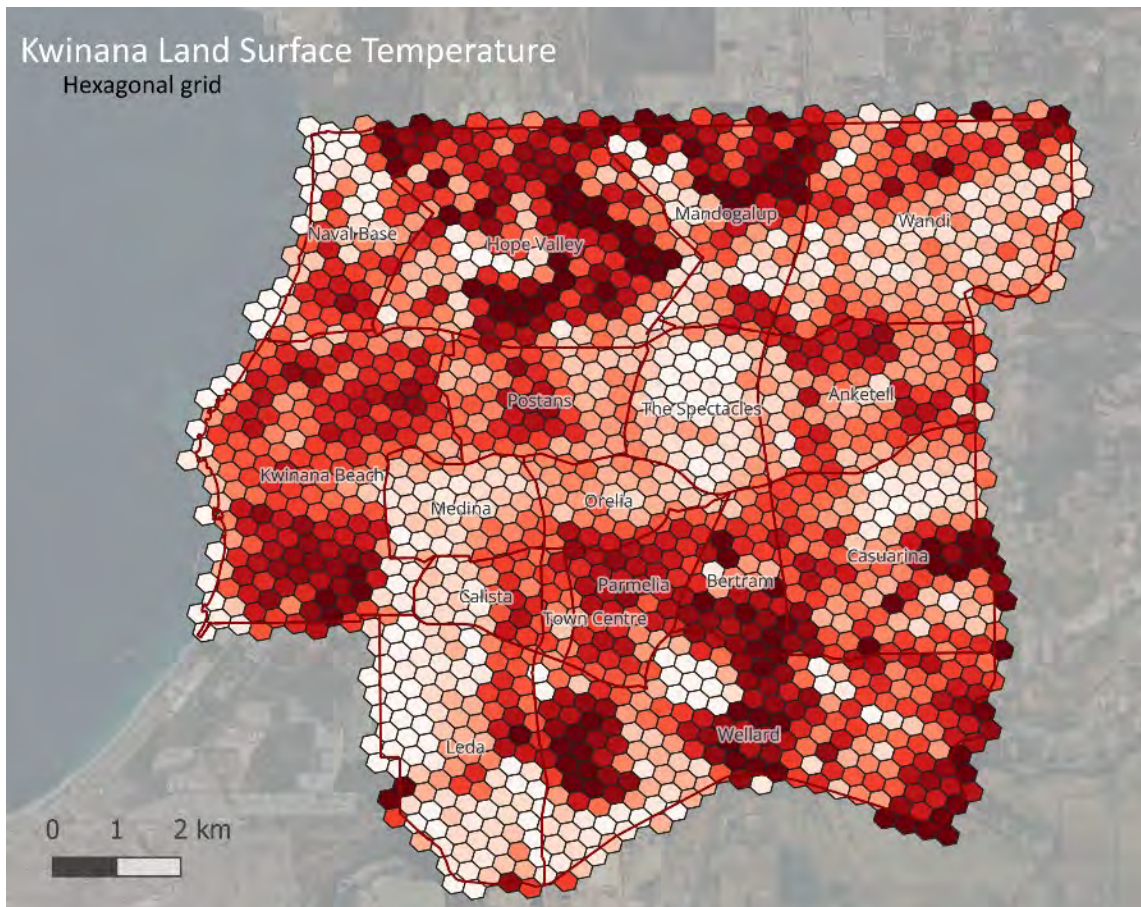 Kwinana Land Surface Temperature
Hexagonal grid
Mandogalup
Wandi
Naval Base
Hope Valley
Postans
The Spectacles
Anketell
Kwinana Beach
Medina
Orelia
Casuarina
Calista
Parmelia
Bertram
Town Centre
Leda
Wellard
0 1 2 km